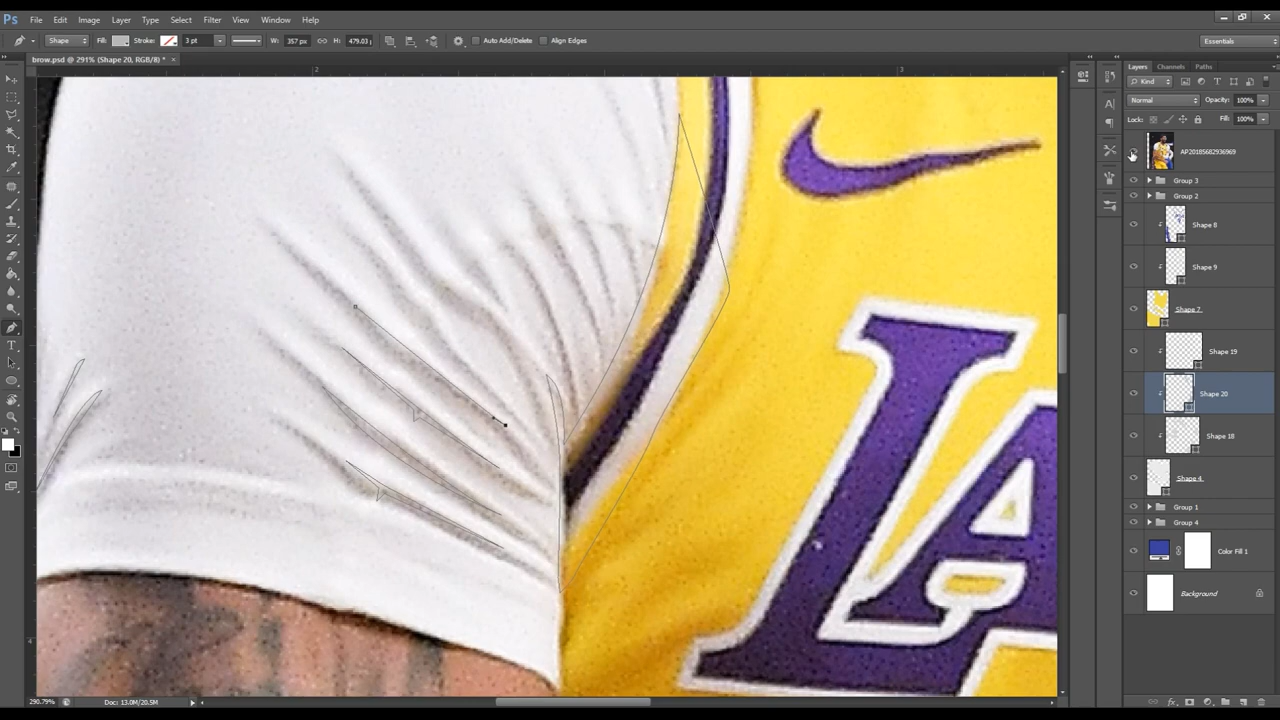 Ps File Edit Image Layer Type Select Filter View Window Help
Shape Fill: Stroke: 3 pt W: 357 px H: 479.03 Auto Add/Delete Align Edges Essentials
brow.psd @ 291% (Shape 20, RGB/8) * ×
Layers Channels Paths
2 3
Kind
Normal Opacity: 100%
Lock: Fill: 100%
AP20185682936969
Group 3
Group 2
Shape 8
Shape 9
Shape 7
Shape 19
Shape 20
Shape 18
Shape 4
Group 1
Group 4
Color Fill 1
Background
LA
4
290.79% Doc: 13.0M/20.5M